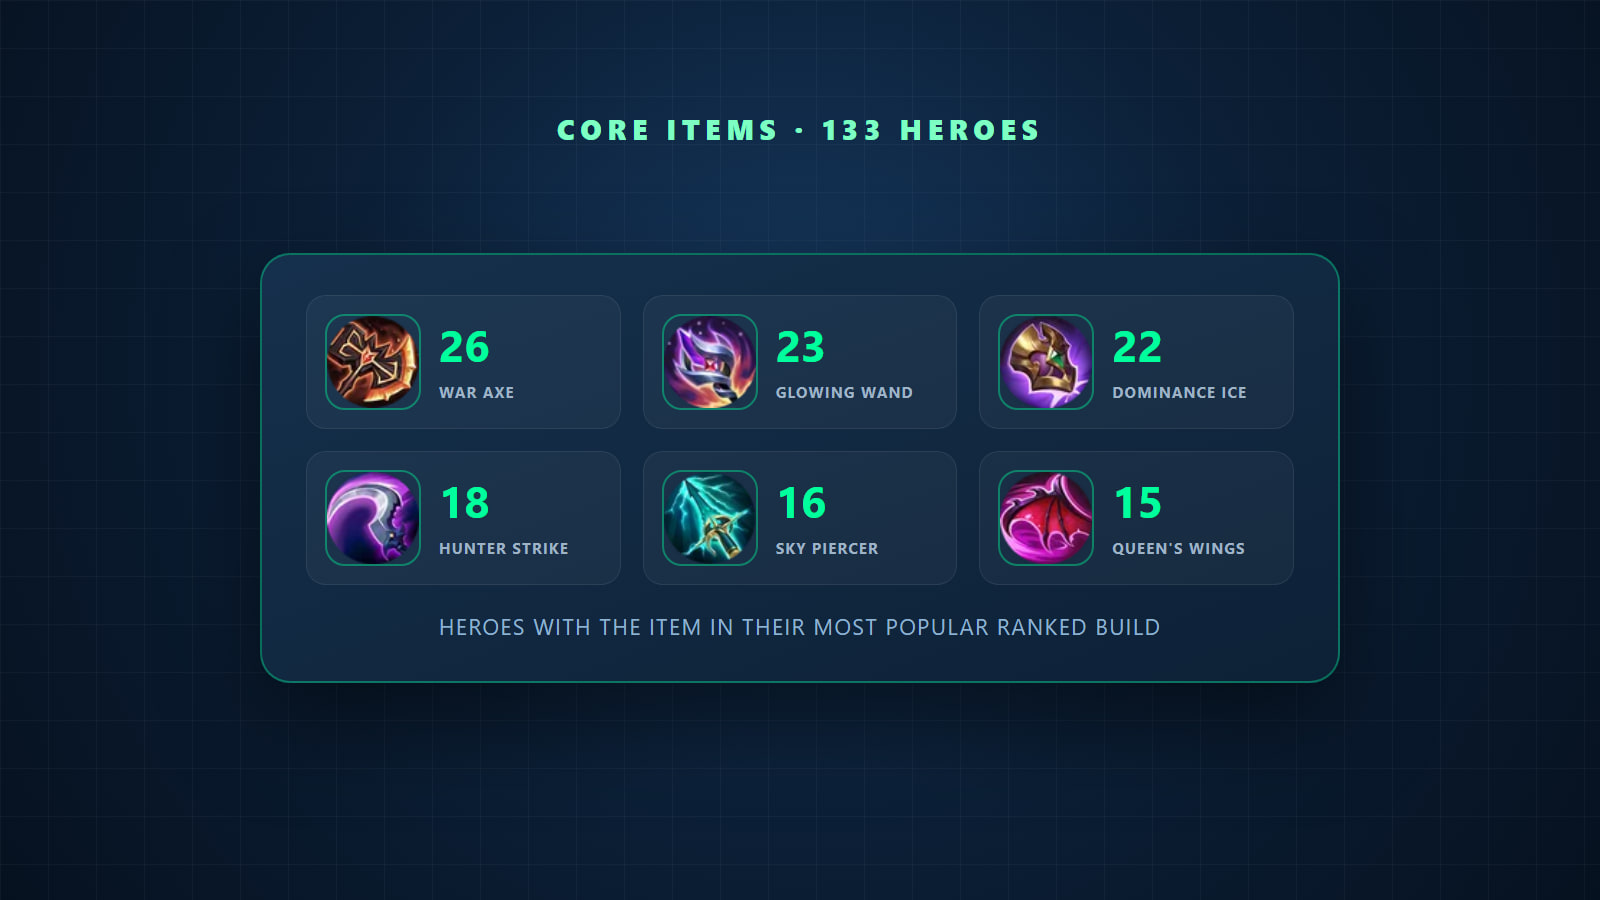 CORE ITEMS · 133 HEROES
26
WAR AXE
23
GLOWING WAND
22
DOMINANCE ICE
18
HUNTER STRIKE
16
SKY PIERCER
15
QUEEN'S WINGS
HEROES WITH THE ITEM IN THEIR MOST POPULAR RANKED BUILD